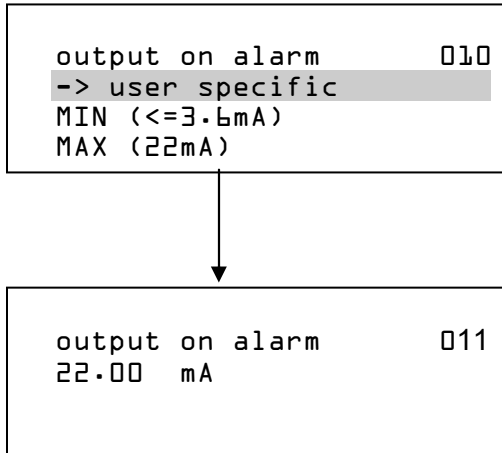 output on alarm 010
-> user specific
MIN (<=3.6mA)
MAX (22mA)
output on alarm 011
22.00 mA